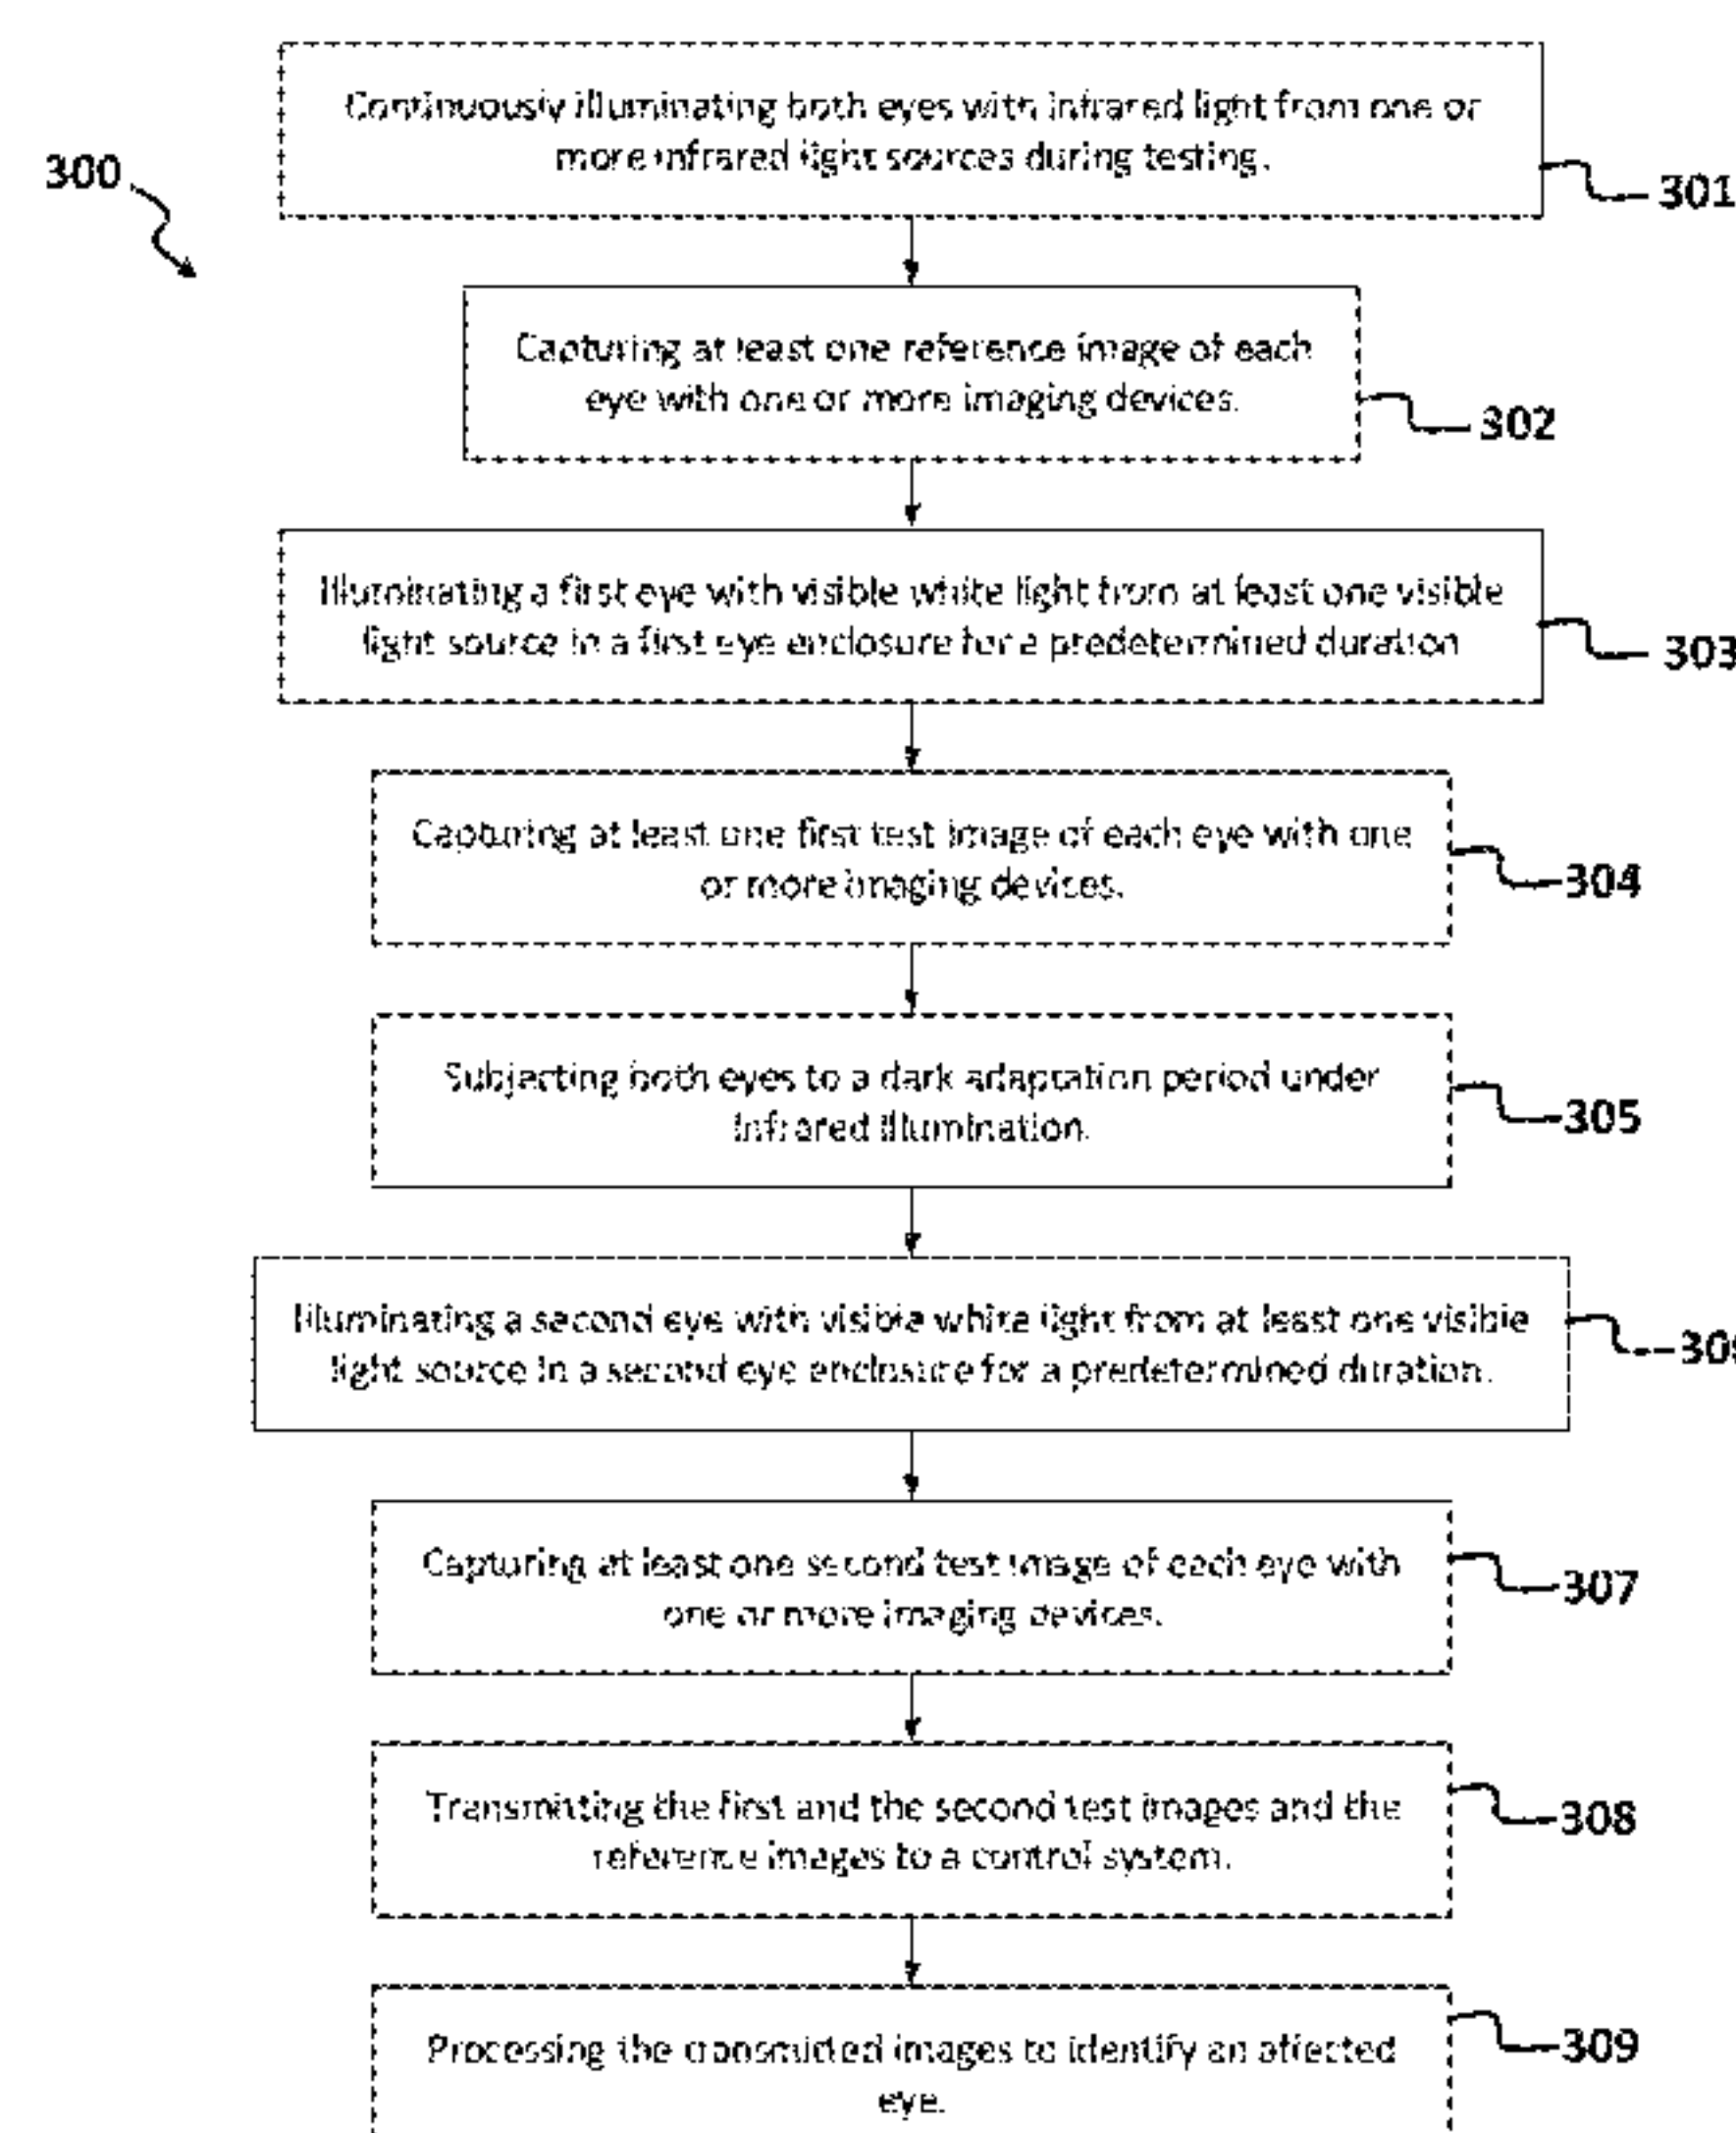 300
Continuously illuminating both eyes with infrared light from one or
more infrared light sources during testing.
301
Capturing at least one reference image of each
eye with one or more imaging devices.
302
Illuminating a first eye with visible white light from at least one visible
light source in a first eye enclosure for a predetermined duration
303
Capturing at least one first test image of each eye with one
or more imaging devices.
304
Subjecting both eyes to a dark adaptation period under
infrared illumination.
305
Illuminating a second eye with visible white light from at least one visible
light source in a second eye enclosure for a predetermined duration.
30
Capturing at least one second test image of each eye with
one or more imaging devices.
307
Transmitting the first and the second test images and the
reference images to a control system.
308
Processing the transmitted images to identify an affected
eye.
309